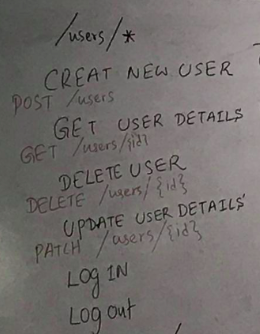 /users/*
CREAT NEW USER
POST /users
GET USER DETAILS
GET /users/{id}
DELETE USER
DELETE /users/{id}
UPDATE USER DETAILS
PATCH /users/{id}
LOG IN
LOG out